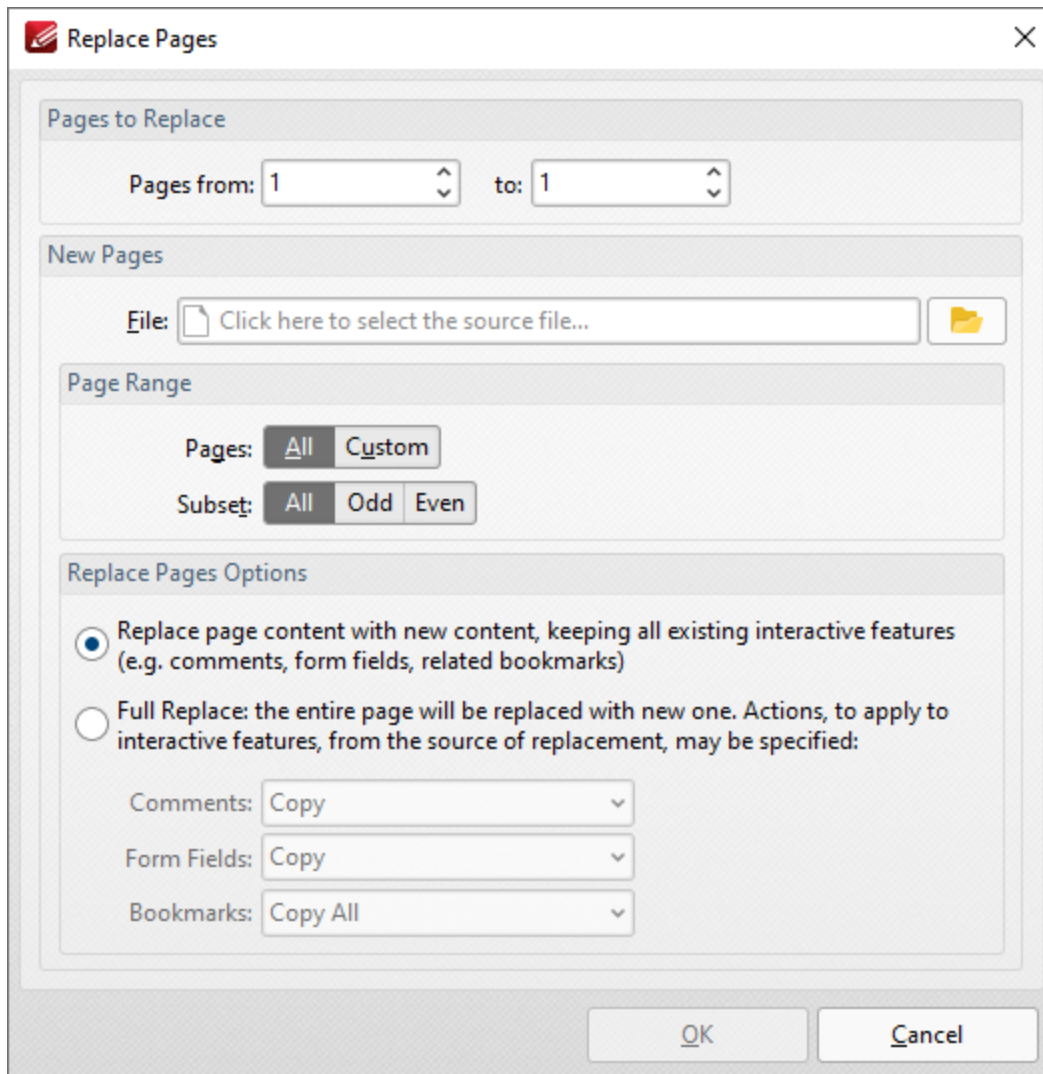 Replace Pages
Pages to Replace
Pages from: 1 to: 1
New Pages
File: Click here to select the source file...
Page Range
Pages: All Custom
Subset: All Odd Even
Replace Pages Options
Replace page content with new content, keeping all existing interactive features
(e.g. comments, form fields, related bookmarks)
Full Replace: the entire page will be replaced with new one. Actions, to apply to
interactive features, from the source of replacement, may be specified:
Comments: Copy
Form Fields: Copy
Bookmarks: Copy All
OK Cancel